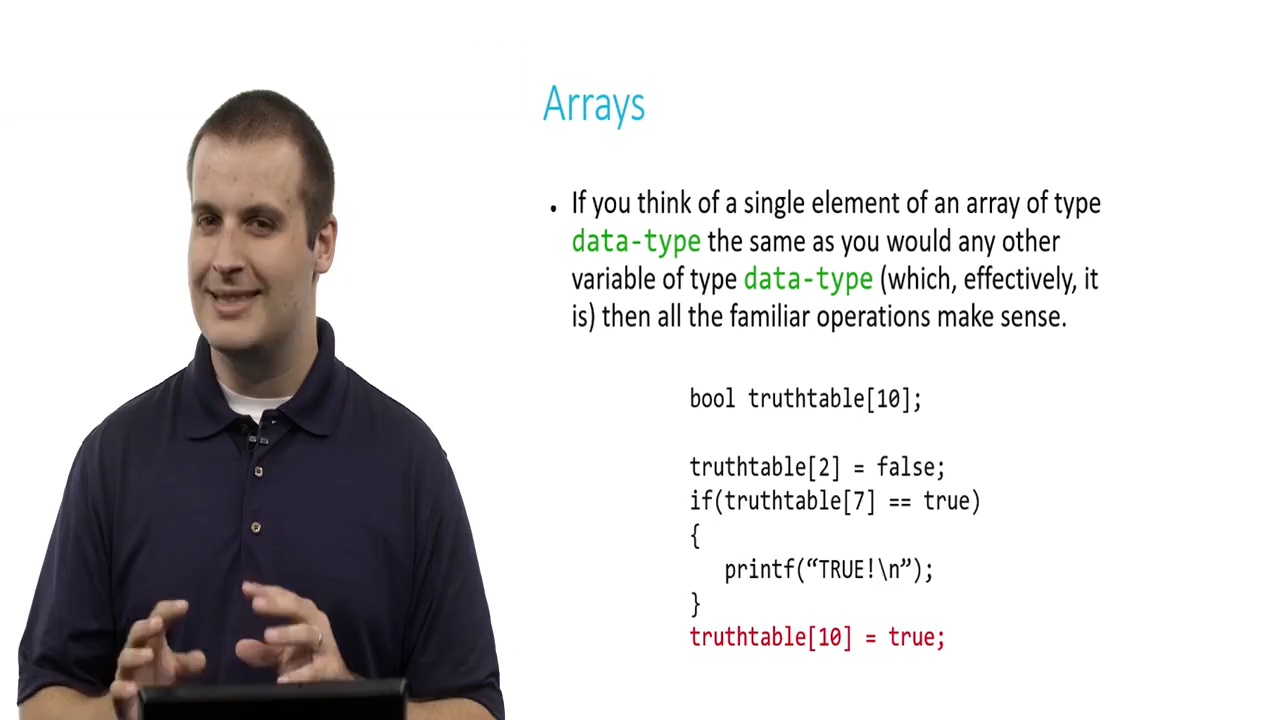 Arrays
• If you think of a single element of an array of type
data-type the same as you would any other
variable of type data-type (which, effectively, it
is) then all the familiar operations make sense.
bool truthtable[10];
truthtable[2] = false;
if(truthtable[7] == true)
{
printf(“TRUE!\n”);
}
truthtable[10] = true;